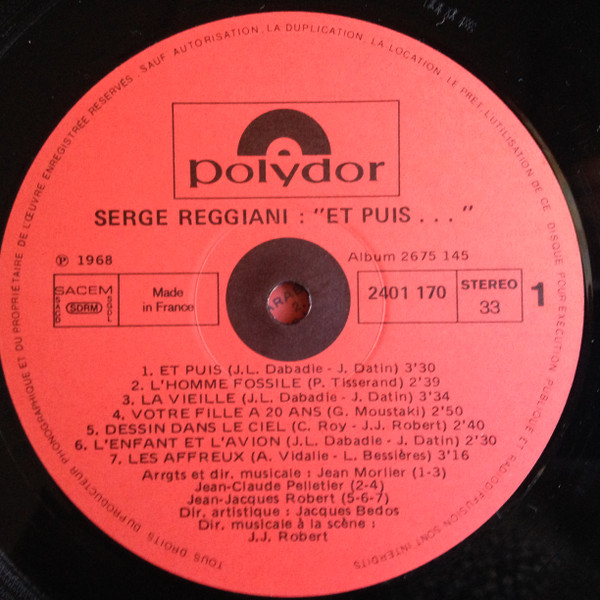 TOUS DROITS DU PRODUCTEUR PHONOGRAPHIQUE ET DU PROPRIETAIRE DE L'ŒUVRE ENREGISTREE RESERVES. SAUF AUTORISATION, LA DUPLICATION, LA LOCATION, LE PRET, L'UTILISATION DE CE DISQUE POUR EXECUTION PUBLIQUE ET RADIODIFFUSION SONT INTERDITS
polydor
SERGE REGGIANI : "ET PUIS . . . "
℗ 1968
Album 2675 145
SACEM
SDRM
Made
in France
2401 170
STEREO
33
1
1. ET PUIS (J.L. Dabadie - J. Datin) 3'30
2. L'HOMME FOSSILE (P. Tisserand) 2'39
3. LA VIEILLE (J.L. Dabadie - J. Datin) 3'34
4. VOTRE FILLE A 20 ANS (G. Moustaki) 2'50
5. DESSIN DANS LE CIEL (C. Roy - J.J. Robert) 2'40
6. L'ENFANT ET L'AVION (J.L. Dabadie - J. Datin) 2'30
7. LES AFFREUX (A. Vidalie - L. Bessières) 3'16
Arrgts et dir. musicale : Jean Morlier (1-3)
Jean-Claude Pelletier (2-4)
Jean-Jacques Robert (5-6-7)
Dir. artistique : Jacques Bedos
Dir. musicale à la scène :
J.J. Robert